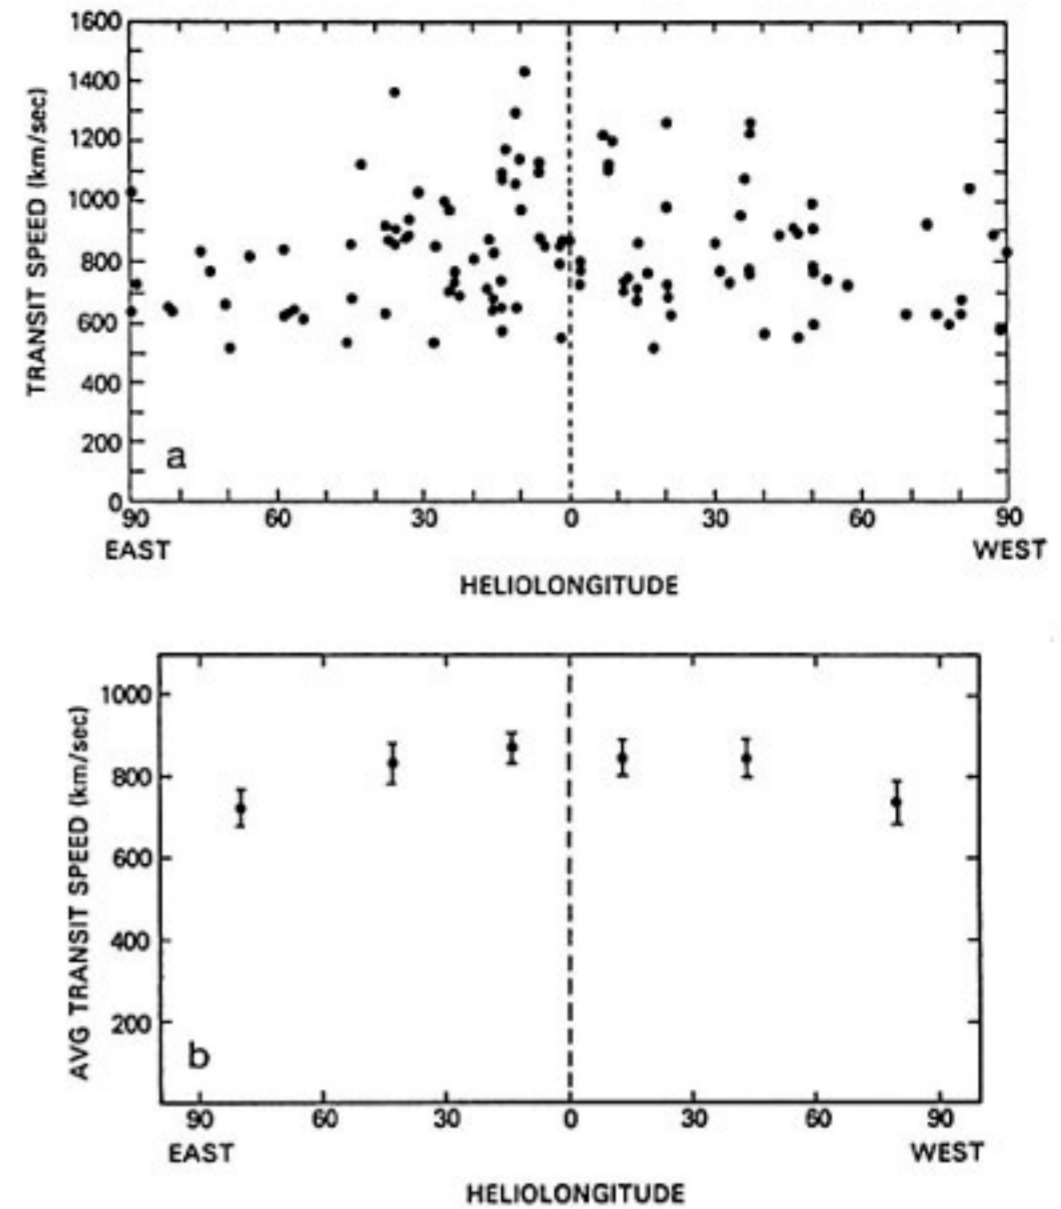 TRANSIT SPEED (km/sec)
1600
1400
1200
1000
800
600
400
200
0
a
90 60 30 0 30 60 90
EAST WEST
HELIOLONGITUDE
AVG TRANSIT SPEED (km/sec)
1000
800
600
400
200
b
90 60 30 0 30 60 90
EAST WEST
HELIOLONGITUDE